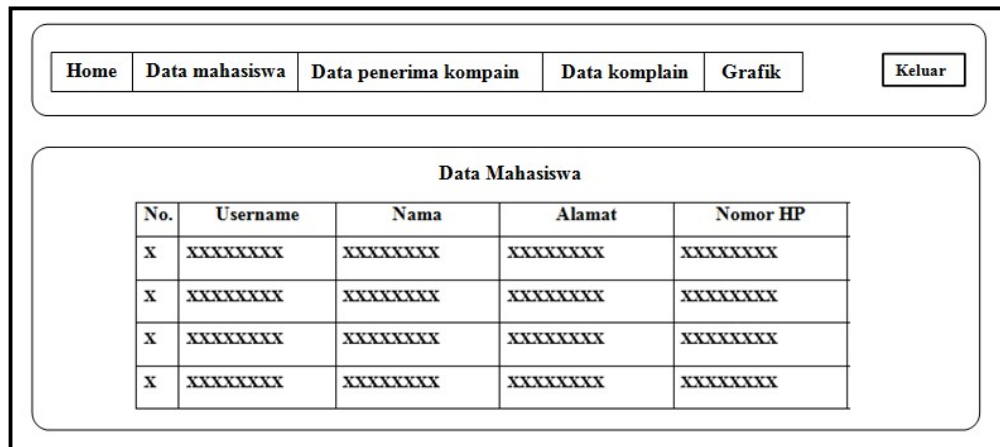 Home Data mahasiswa Data penerima kompain Data komplain Grafik Keluar
Data Mahasiswa
No. Username Nama Alamat Nomor HP
X XXXXXXXX XXXXXXXX XXXXXXXX XXXXXXXX
X XXXXXXXX XXXXXXXX XXXXXXXX XXXXXXXX
X XXXXXXXX XXXXXXXX XXXXXXXX XXXXXXXX
X XXXXXXXX XXXXXXXX XXXXXXXX XXXXXXXX